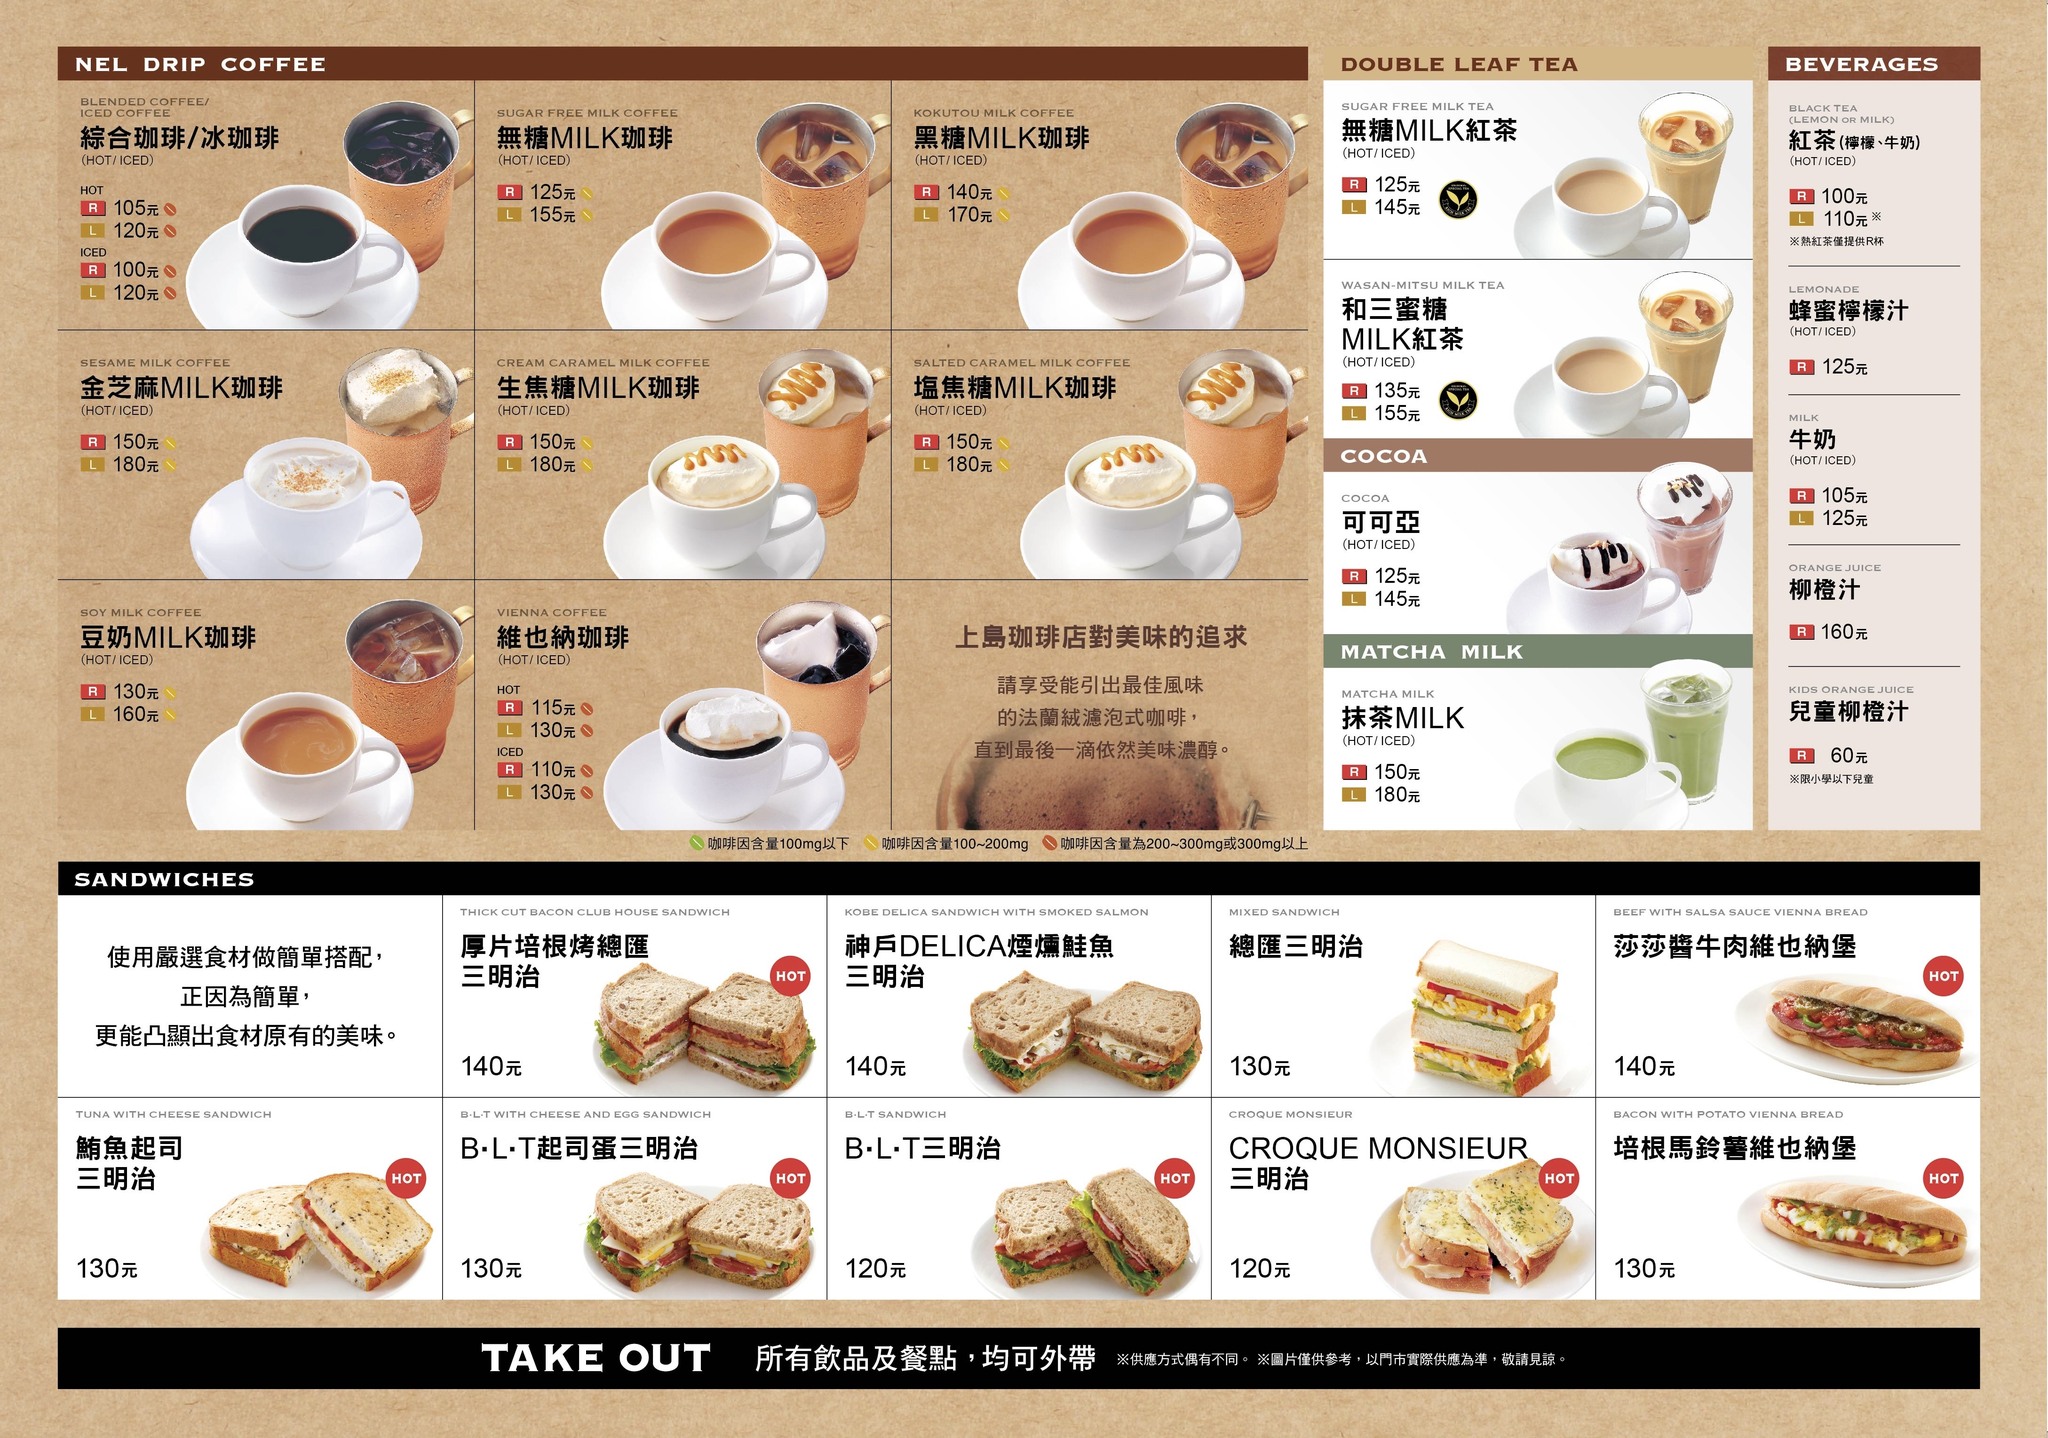 NEL DRIP COFFEE
BLENDED COFFEE/
ICED COFFEE
綜合珈琲/冰珈琲
(HOT/ ICED)
HOT
R 105元
L 120元
ICED
R 100元
L 120元
SUGAR FREE MILK COFFEE
無糖MILK珈琲
(HOT/ ICED)
R 125元
L 155元
KOKUTOU MILK COFFEE
黑糖MILK珈琲
(HOT/ ICED)
R 140元
L 170元
SESAME MILK COFFEE
金芝麻MILK珈琲
(HOT/ ICED)
R 150元
L 180元
CREAM CARAMEL MILK COFFEE
生焦糖MILK珈琲
(HOT/ ICED)
R 150元
L 180元
SALTED CARAMEL MILK COFFEE
塩焦糖MILK珈琲
(HOT/ ICED)
R 150元
L 180元
SOY MILK COFFEE
豆奶MILK珈琲
(HOT/ ICED)
R 130元
L 160元
VIENNA COFFEE
維也納珈琲
(HOT/ ICED)
HOT
R 115元
L 130元
ICED
R 110元
L 130元
上島珈琲店對美味的追求
請享受能引出最佳風味
的法蘭絨濾泡式咖啡，
直到最後一滴依然美味濃醇。
咖啡因含量100mg以下 咖啡因含量100~200mg 咖啡因含量為200~300mg或300mg以上
DOUBLE LEAF TEA
SUGAR FREE MILK TEA
無糖MILK紅茶
(HOT/ ICED)
R 125元
L 145元
WASAN-MITSU MILK TEA
和三蜜糖
MILK紅茶
(HOT/ ICED)
R 135元
L 155元
COCOA
COCOA
可可亞
(HOT/ ICED)
R 125元
L 145元
MATCHA MILK
MATCHA MILK
抹茶MILK
(HOT/ ICED)
R 150元
L 180元
BEVERAGES
BLACK TEA
(LEMON OR MILK)
紅茶(檸檬、牛奶)
(HOT/ ICED)
R 100元
L 110元※
※熱紅茶僅提供R杯
LEMONADE
蜂蜜檸檬汁
(HOT/ ICED)
R 125元
MILK
牛奶
(HOT/ ICED)
R 105元
L 125元
ORANGE JUICE
柳橙汁
R 160元
KIDS ORANGE JUICE
兒童柳橙汁
R 60元
※限小學以下兒童
SANDWICHES
使用嚴選食材做簡單搭配，
正因為簡單，
更能凸顯出食材原有的美味。
THICK CUT BACON CLUB HOUSE SANDWICH
厚片培根烤總匯
三明治
HOT
140元
KOBE DELICA SANDWICH WITH SMOKED SALMON
神戶DELICA煙燻鮭魚
三明治
140元
MIXED SANDWICH
總匯三明治
130元
BEEF WITH SALSA SAUCE VIENNA BREAD
莎莎醬牛肉維也納堡
HOT
140元
TUNA WITH CHEESE SANDWICH
鮪魚起司
三明治
HOT
130元
B·L·T WITH CHEESE AND EGG SANDWICH
B·L·T起司蛋三明治
HOT
130元
B·L·T SANDWICH
B·L·T三明治
HOT
120元
CROQUE MONSIEUR
CROQUE MONSIEUR
三明治
HOT
120元
BACON WITH POTATO VIENNA BREAD
培根馬鈴薯維也納堡
HOT
130元
TAKE OUT 所有飲品及餐點，均可外帶 ※供應方式偶有不同。 ※圖片僅供參考，以門市實際供應為準，敬請見諒。